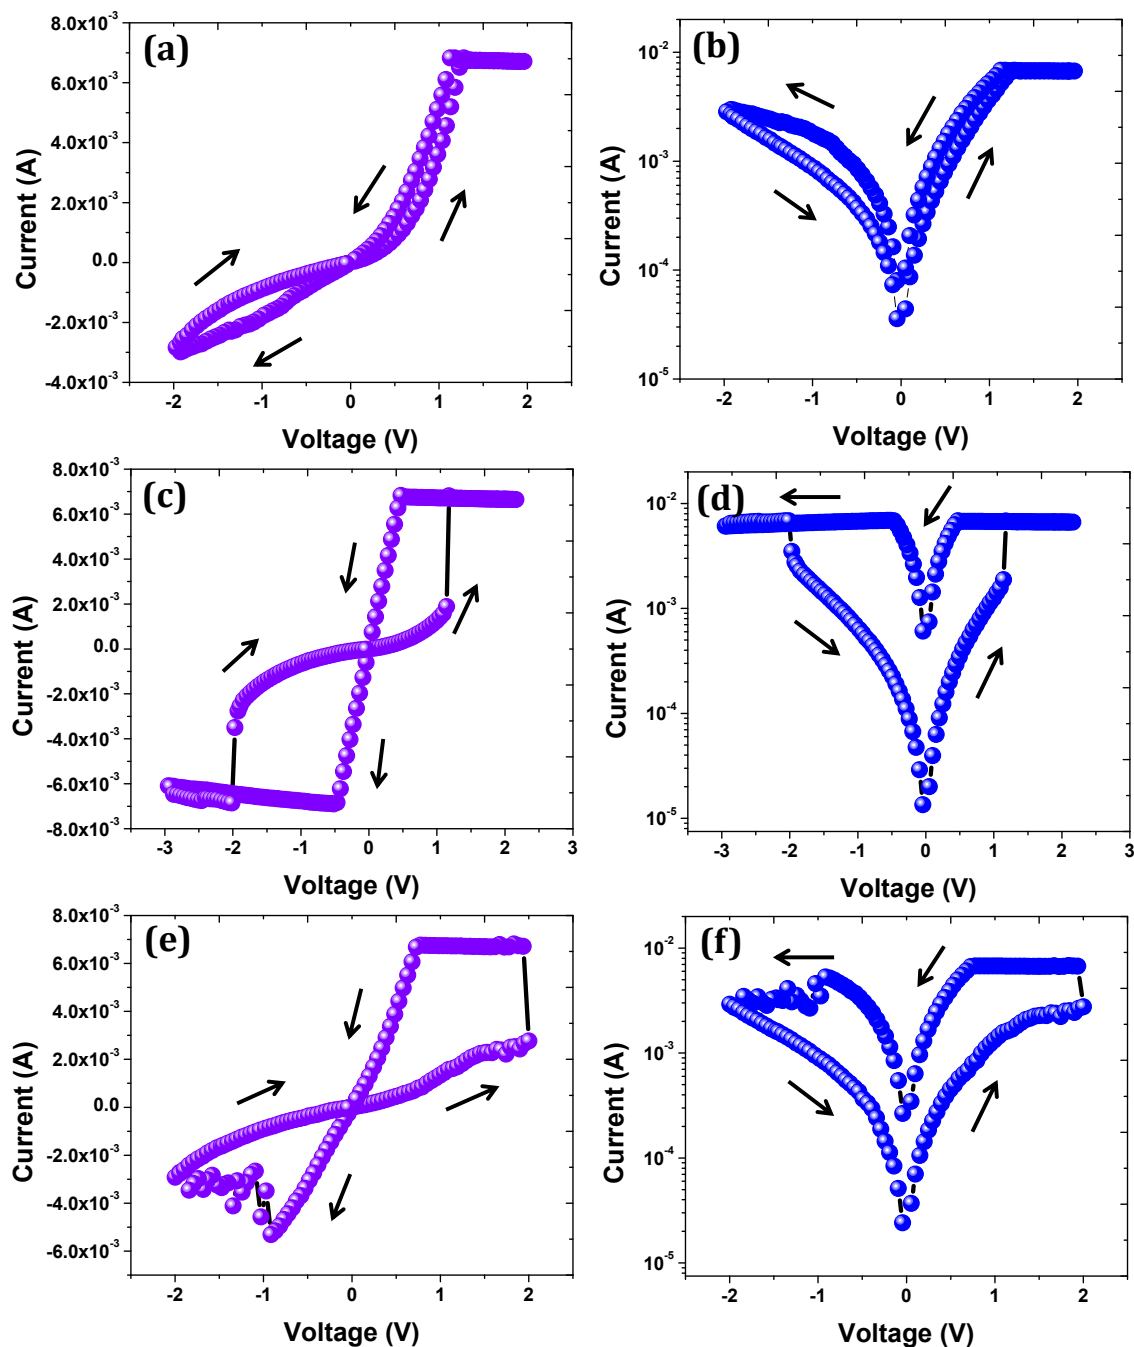 (a)
8.0x10-3
6.0x10-3
4.0x10-3
2.0x10-3
0.0
-2.0x10-3
-4.0x10-3
Current (A)
-2 -1 0 1 2
Voltage (V)
(b)
10-2
10-3
10-4
10-5
Current (A)
-2 -1 0 1 2
Voltage (V)
(c)
8.0x10-3
6.0x10-3
4.0x10-3
2.0x10-3
0.0
-2.0x10-3
-4.0x10-3
-6.0x10-3
-8.0x10-3
Current (A)
-3 -2 -1 0 1 2 3
Voltage (V)
(d)
10-2
10-3
10-4
10-5
Current (A)
-3 -2 -1 0 1 2 3
Voltage (V)
(e)
8.0x10-3
6.0x10-3
4.0x10-3
2.0x10-3
0.0
-2.0x10-3
-4.0x10-3
-6.0x10-3
Current (A)
-2 -1 0 1 2
Voltage (V)
(f)
10-2
10-3
10-4
10-5
Current (A)
-2 -1 0 1 2
Voltage (V)